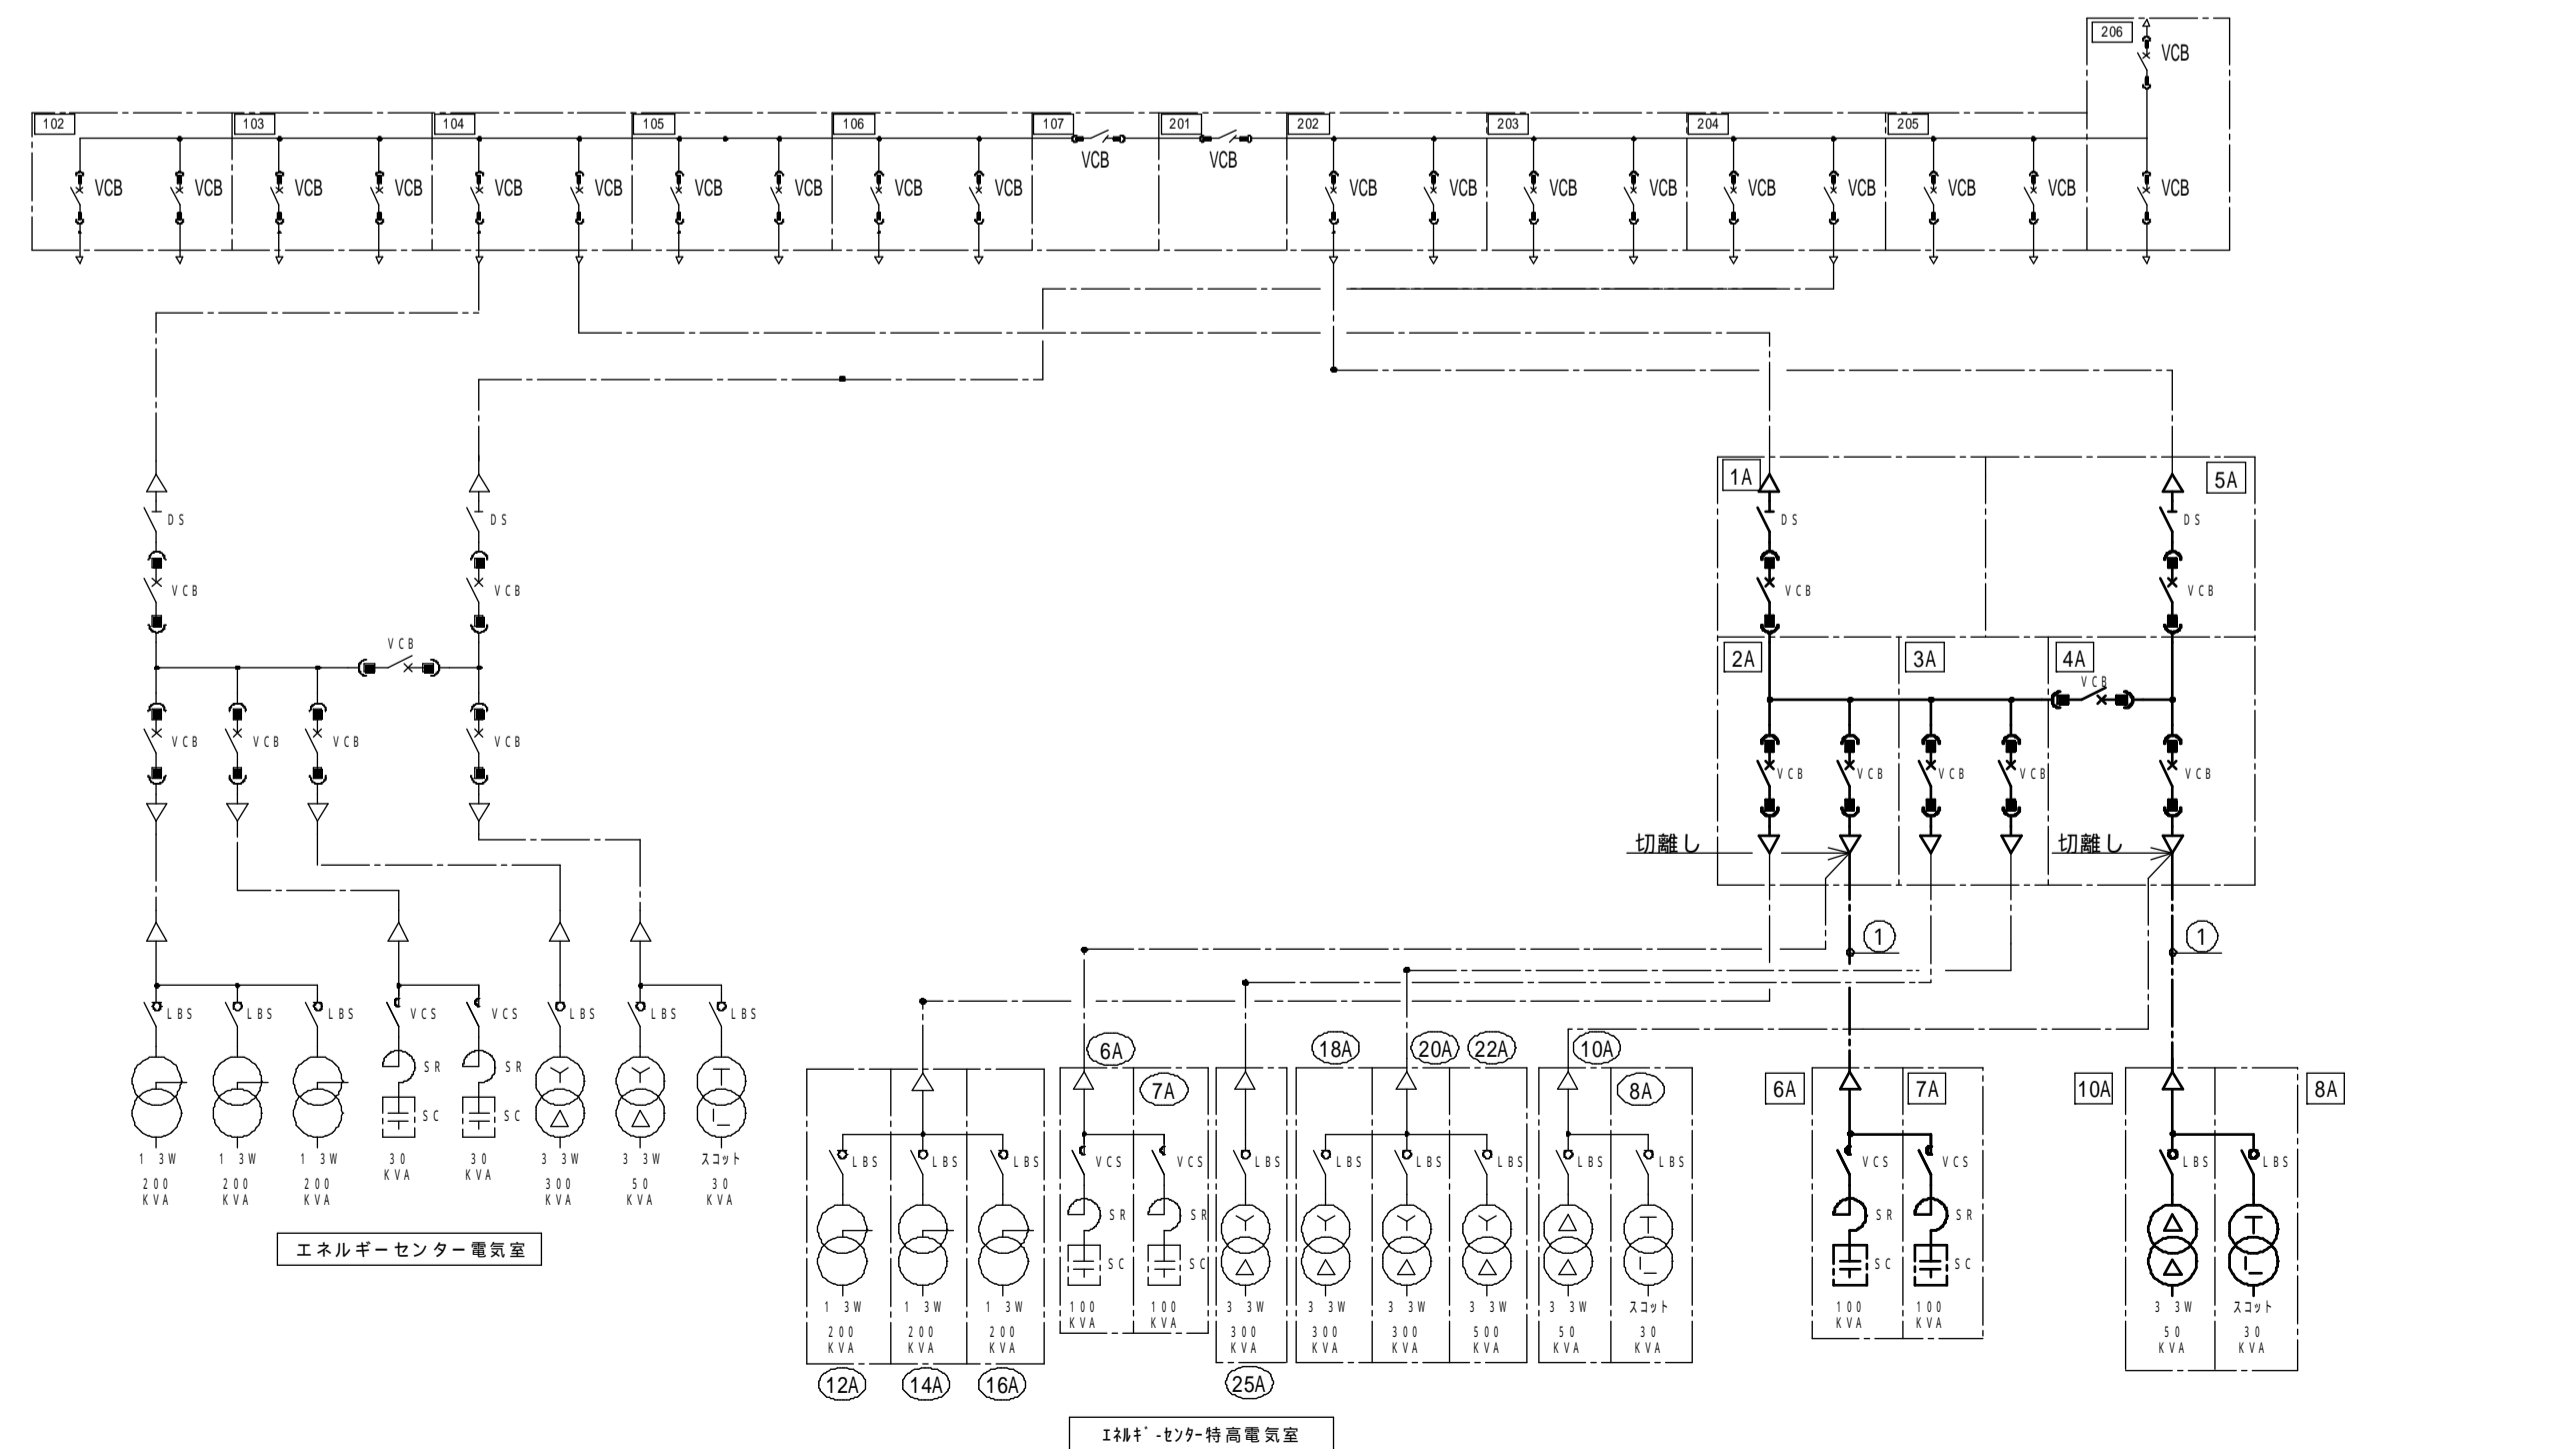 206
VCB
102 103 104 105 106 107 201 202 203 204 205
VCB VCB
VCB VCB VCB VCB VCB VCB VCB VCB VCB VCB VCB VCB VCB VCB VCB VCB VCB VCB VCB
1A 5A
DS DS DS DS
VCB VCB VCB VCB
VCB
2A 3A 4A
VCB
VCB VCB VCB VCB
VCB VCB VCB VCB VCB
切離し 切離し
1 1
LBS LBS LBS VCS VCS LBS LBS LBS
6A 18A 20A 22A 10A
SR SR
7A 8A 6A 7A 10A 8A
SC SC
1 3W 1 3W 1 3W 30 30 3 3W 3 3W スコット
KVA KVA
200 200 200 300 50 30
KVA KVA KVA KVA KVA KVA
LBS LBS LBS VCS VCS LBS LBS LBS LBS LBS LBS VCS VCS LBS LBS
SR SR SR SR
エネルギーセンター電気室
SC SC SC SC
1 3W 1 3W 1 3W 100 100 3 3W 3 3W 3 3W 3 3W 3 3W スコット 100 100 3 3W スコット
KVA KVA KVA KVA
200 200 200 300 300 300 500 50 30 50 30
KVA KVA KVA KVA KVA KVA KVA KVA KVA KVA KVA
12A 14A 16A 25A
ｴﾈﾙｷﾞ-ｾﾝﾀｰ特高電気室